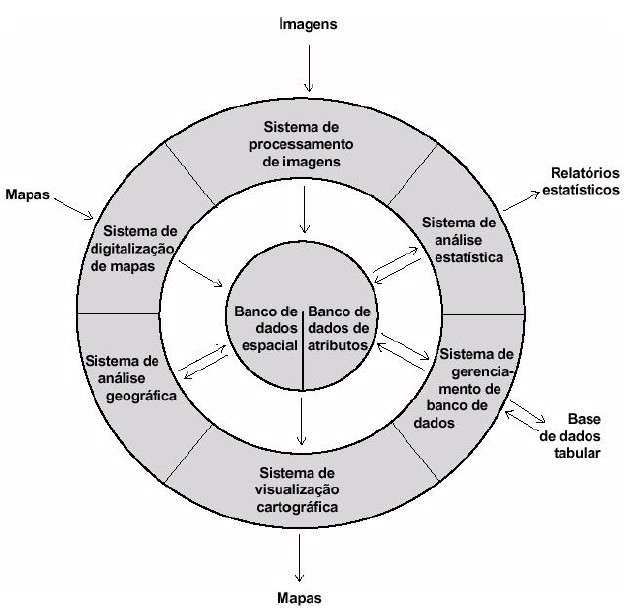 Imagens
Sistema de
processamento
de imagens
Mapas
Relatórios
estatísticos
Sistema de
digitalização
de mapas
Sistema de
análise
estatística
Banco de
dados
espacial
Banco de
dados de
atributos
Sistema de
análise
geográfica
Sistema de
gerencia-
mento de
banco de
dados
Base
de dados
tabular
Sistema de
visualização
cartográfica
Mapas